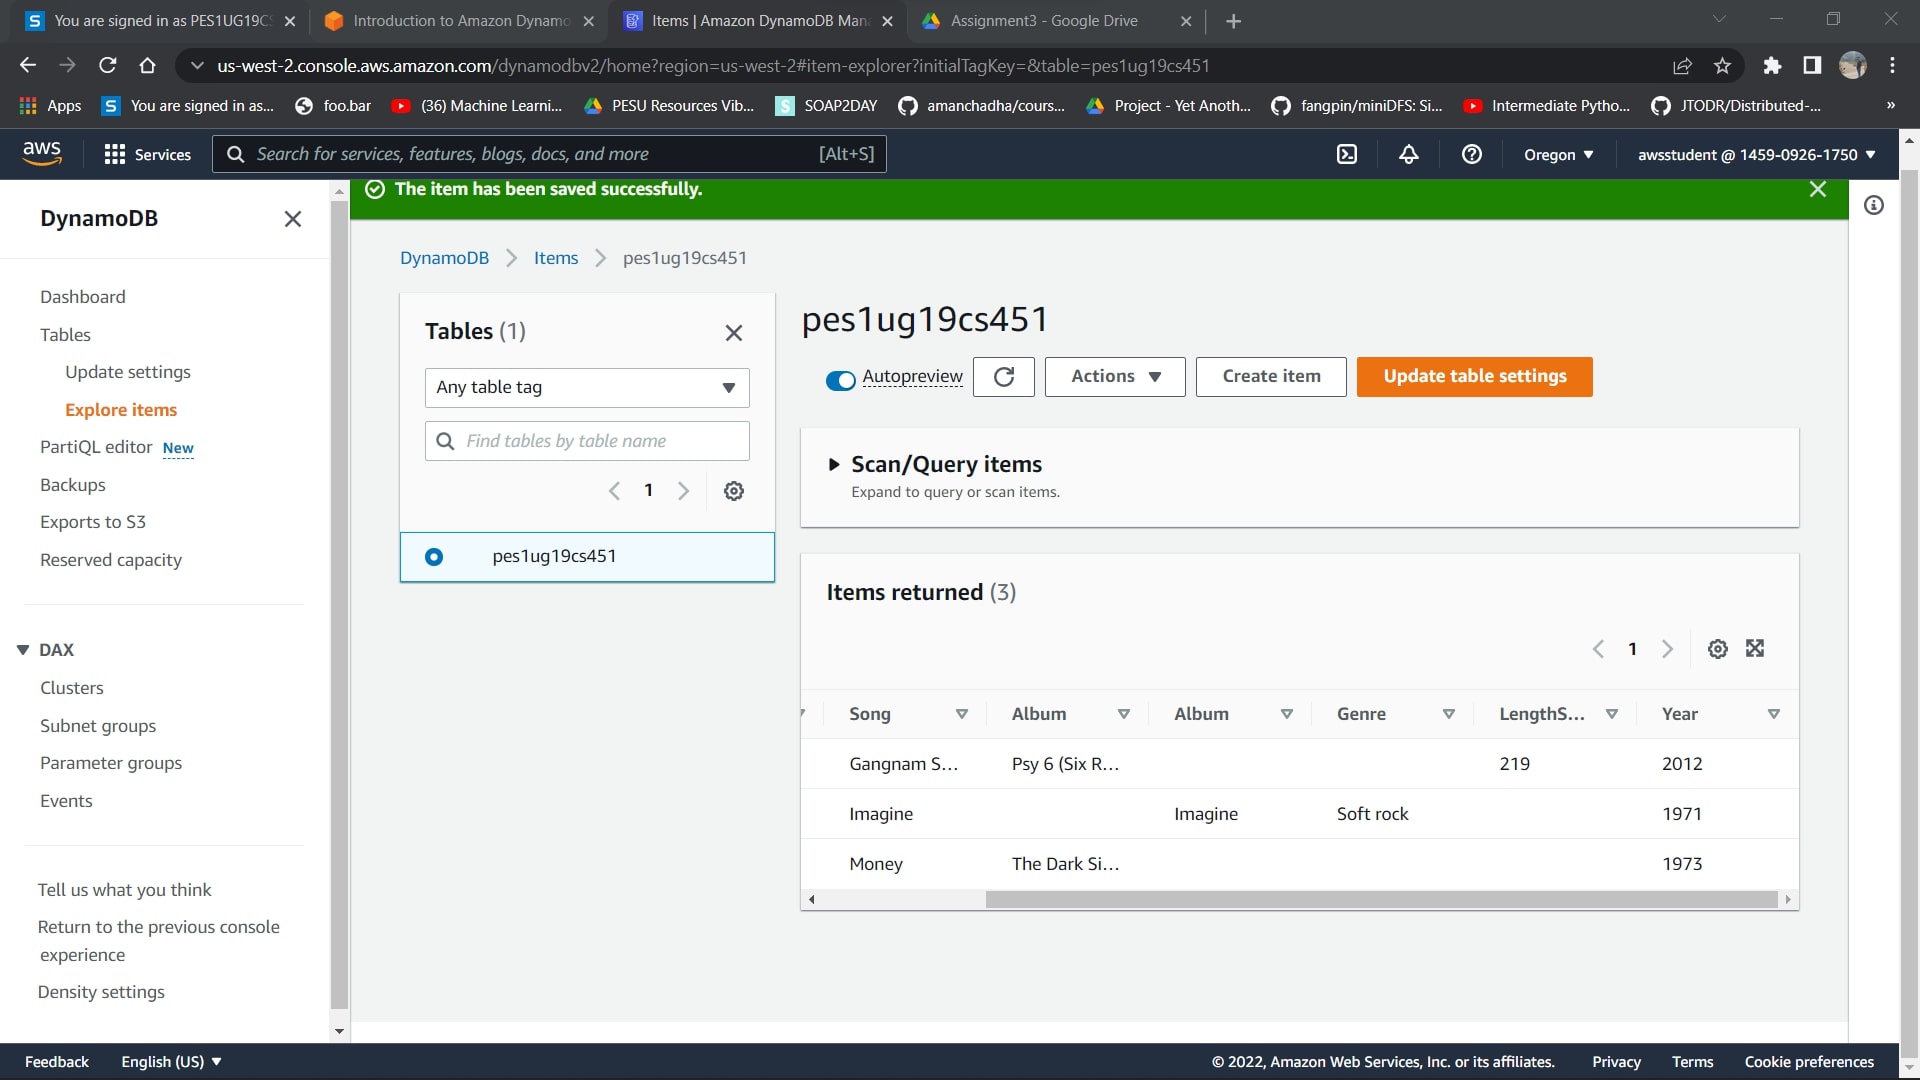 You are signed in as PES1UG19CS
Introduction to Amazon Dynamo
Items | Amazon DynamoDB Mana
Assignment3 - Google Drive
us-west-2.console.aws.amazon.com/dynamodbv2/home?region=us-west-2#item-explorer?initialTagKey=&table=pes1ug19cs451
Apps
You are signed in as...
foo.bar
(36) Machine Learni...
PESU Resources Vib...
SOAP2DAY
amanchadha/cours...
Project - Yet Anoth...
fangpin/miniDFS: Si...
Intermediate Pytho...
JTODR/Distributed-...
»
aws
Services
Search for services, features, blogs, docs, and more
[Alt+S]
Oregon
awsstudent @ 1459-0926-1750
The item has been saved successfully.
DynamoDB
Dashboard
Tables
Update settings
Explore items
PartiQL editor New
Backups
Exports to S3
Reserved capacity
DAX
Clusters
Subnet groups
Parameter groups
Events
Tell us what you think
Return to the previous console
experience
Density settings
DynamoDB
Items
pes1ug19cs451
Tables (1)
Any table tag
Find tables by table name
1
pes1ug19cs451
pes1ug19cs451
Autopreview
Actions
Create item
Update table settings
Scan/Query items
Expand to query or scan items.
Items returned (3)
1
Song Album Album Genre LengthS... Year
Gangnam S... Psy 6 (Six R... 219 2012
Imagine Imagine Soft rock 1971
Money The Dark Si... 1973
Feedback
English (US)
© 2022, Amazon Web Services, Inc. or its affiliates.
Privacy
Terms
Cookie preferences